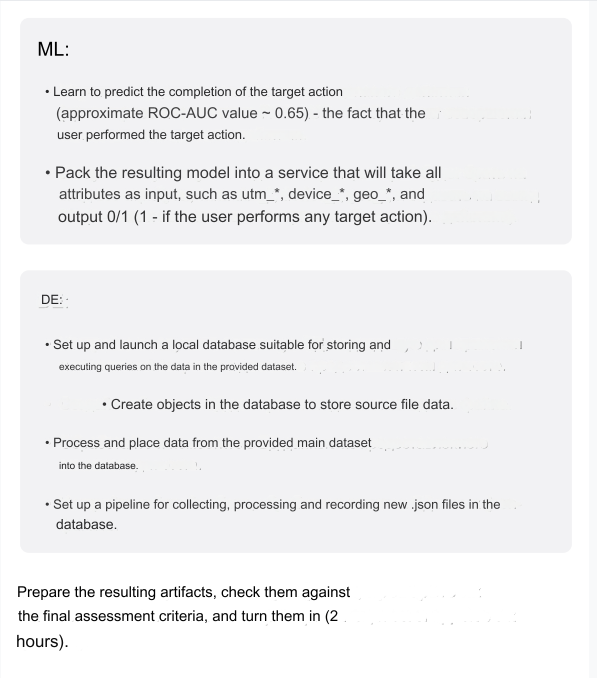 ML:
• Learn to predict the completion of the target action
(approximate ROC-AUC value ~ 0.65) - the fact that the
user performed the target action.
• Pack the resulting model into a service that will take all
attributes as input, such as utm_*, device_*, geo_*, and
output 0/1 (1 - if the user performs any target action).
DE:
• Set up and launch a local database suitable for storing and
executing queries on the data in the provided dataset.
• Create objects in the database to store source file data.
• Process and place data from the provided main dataset
into the database.
• Set up a pipeline for collecting, processing and recording new .json files in the
database.
Prepare the resulting artifacts, check them against
the final assessment criteria, and turn them in (2
hours).